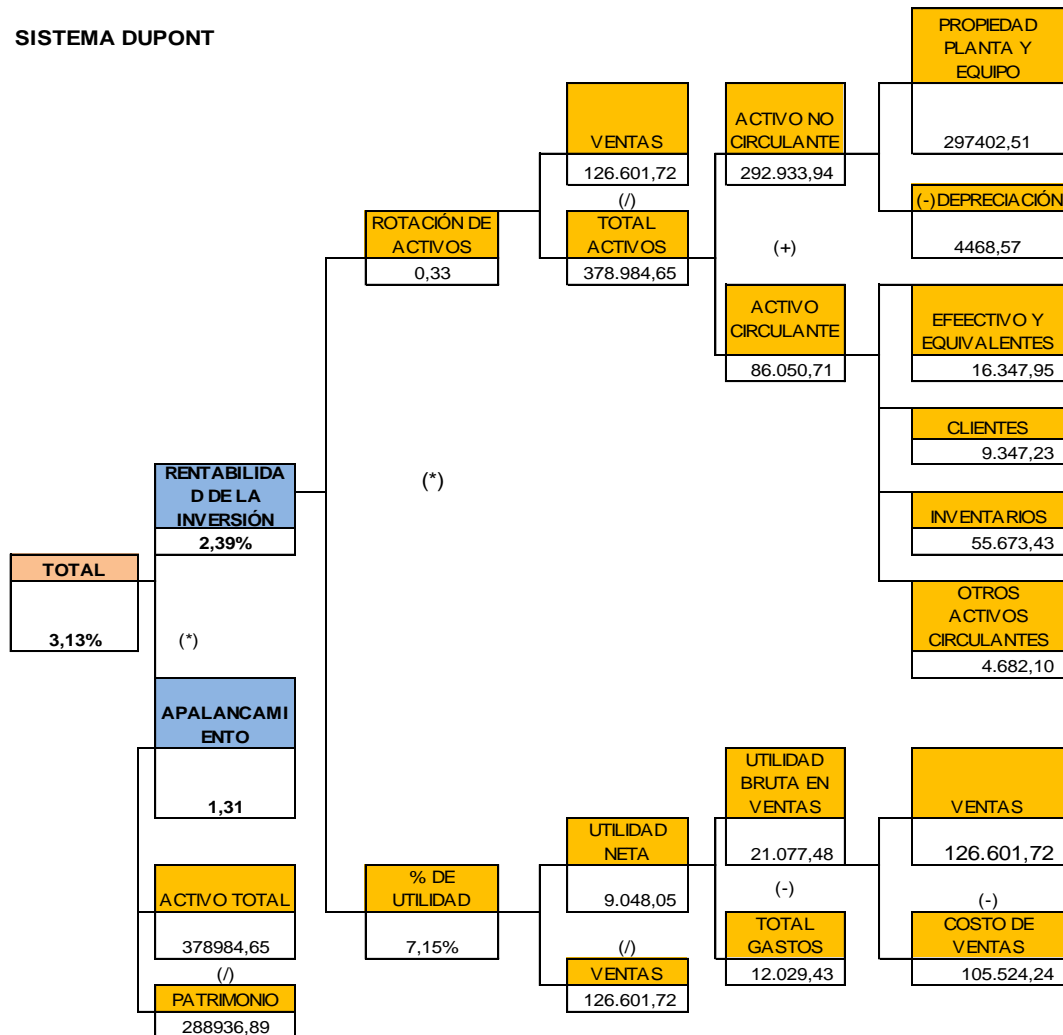 SISTEMA DUPONT
PROPIEDAD
PLANTA Y
EQUIPO
297402,51
VENTAS
126.601,72
ACTIVO NO
CIRCULANTE
292.933,94
(-) DEPRECIACIÓN
4468,57
(/)
ROTACIÓN DE
ACTIVOS
0,33
TOTAL
ACTIVOS
378.984,65
(+)
ACTIVO
CIRCULANTE
86.050,71
EFEECTIVO Y
EQUIVALENTES
16.347,95
CLIENTES
9.347,23
RENTABILIDA
D DE LA
INVERSIÓN
2,39%
(*)
INVENTARIOS
55.673,43
TOTAL
3,13%
(*)
OTROS
ACTIVOS
CIRCULANTES
4.682,10
APALANCAMI
ENTO
1,31
UTILIDAD
BRUTA EN
VENTAS
21.077,48
VENTAS
126.601,72
UTILIDAD
NETA
9.048,05
(-)
(-)
ACTIVO TOTAL
378984,65
% DE
UTILIDAD
7,15%
TOTAL
GASTOS
12.029,43
COSTO DE
VENTAS
105.524,24
(/)
(/)
VENTAS
126.601,72
PATRIMONIO
288936,89